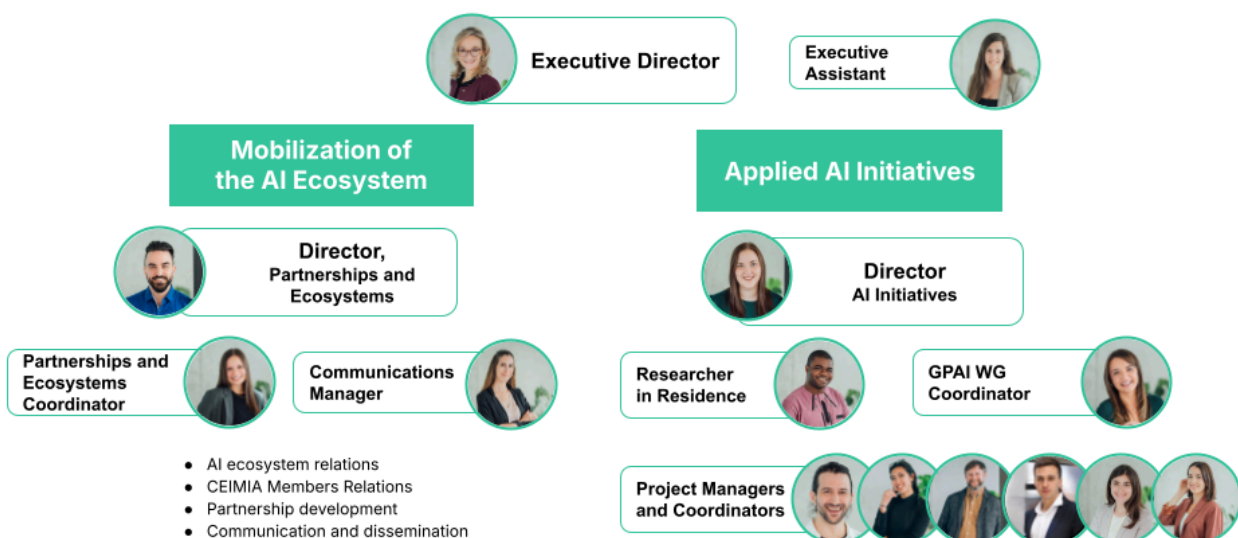 Executive Director
Executive
Assistant
Mobilization of
the AI Ecosystem
Applied AI Initiatives
Director,
Partnerships and
Ecosystems
Director
AI Initiatives
Partnerships and
Ecosystems
Coordinator
Communications
Manager
Researcher
in Residence
GPAI WG
Coordinator
● AI ecosystem relations
● CEIMIA Members Relations
● Partnership development
● Communication and dissemination
Project Managers
and Coordinators